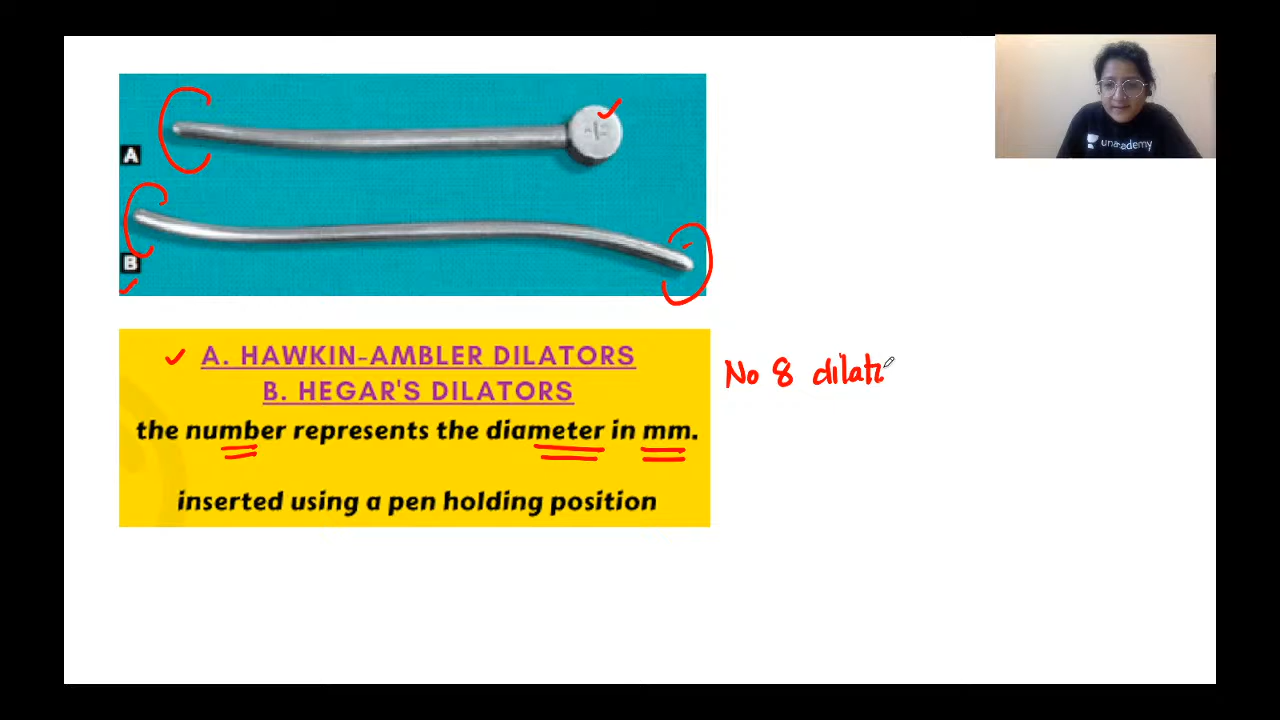 A
B
A. HAWKIN-AMBLER DILATORS
B. HEGAR'S DILATORS
the number represents the diameter in mm.
inserted using a pen holding position
No 8 dilat
unacademy